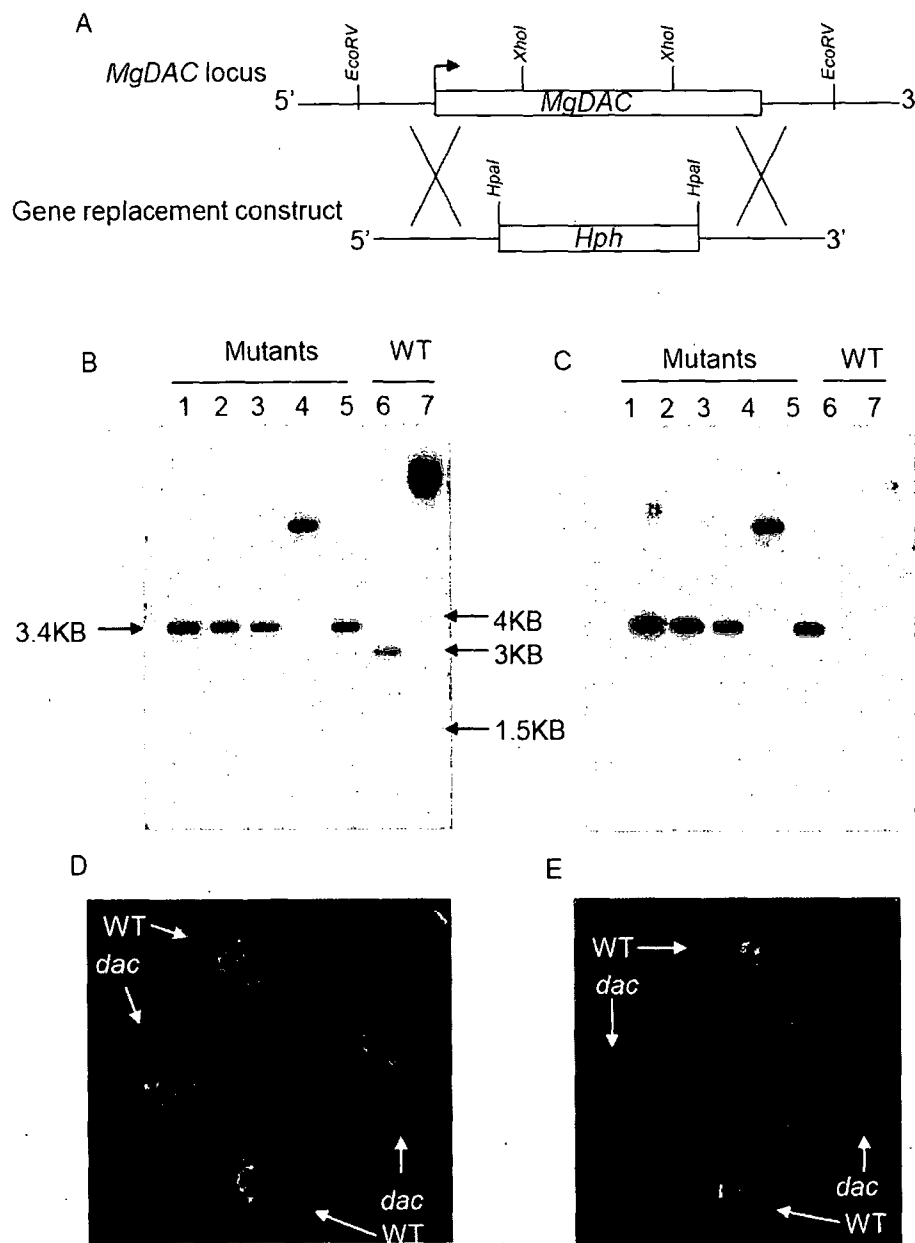 A
MgDAC locus
EcoRV
XhoI
XhoI
EcoRV
5'
MgDAC
3
HpaI
HpaI
Gene replacement construct
5'
Hph
3'
B
Mutants
WT
1 2 3 4 5 6 7
3.4KB
4KB
3KB
1.5KB
C
Mutants
WT
1 2 3 4 5 6 7
D
WT
dac
dac
WT
E
WT
dac
dac
WT